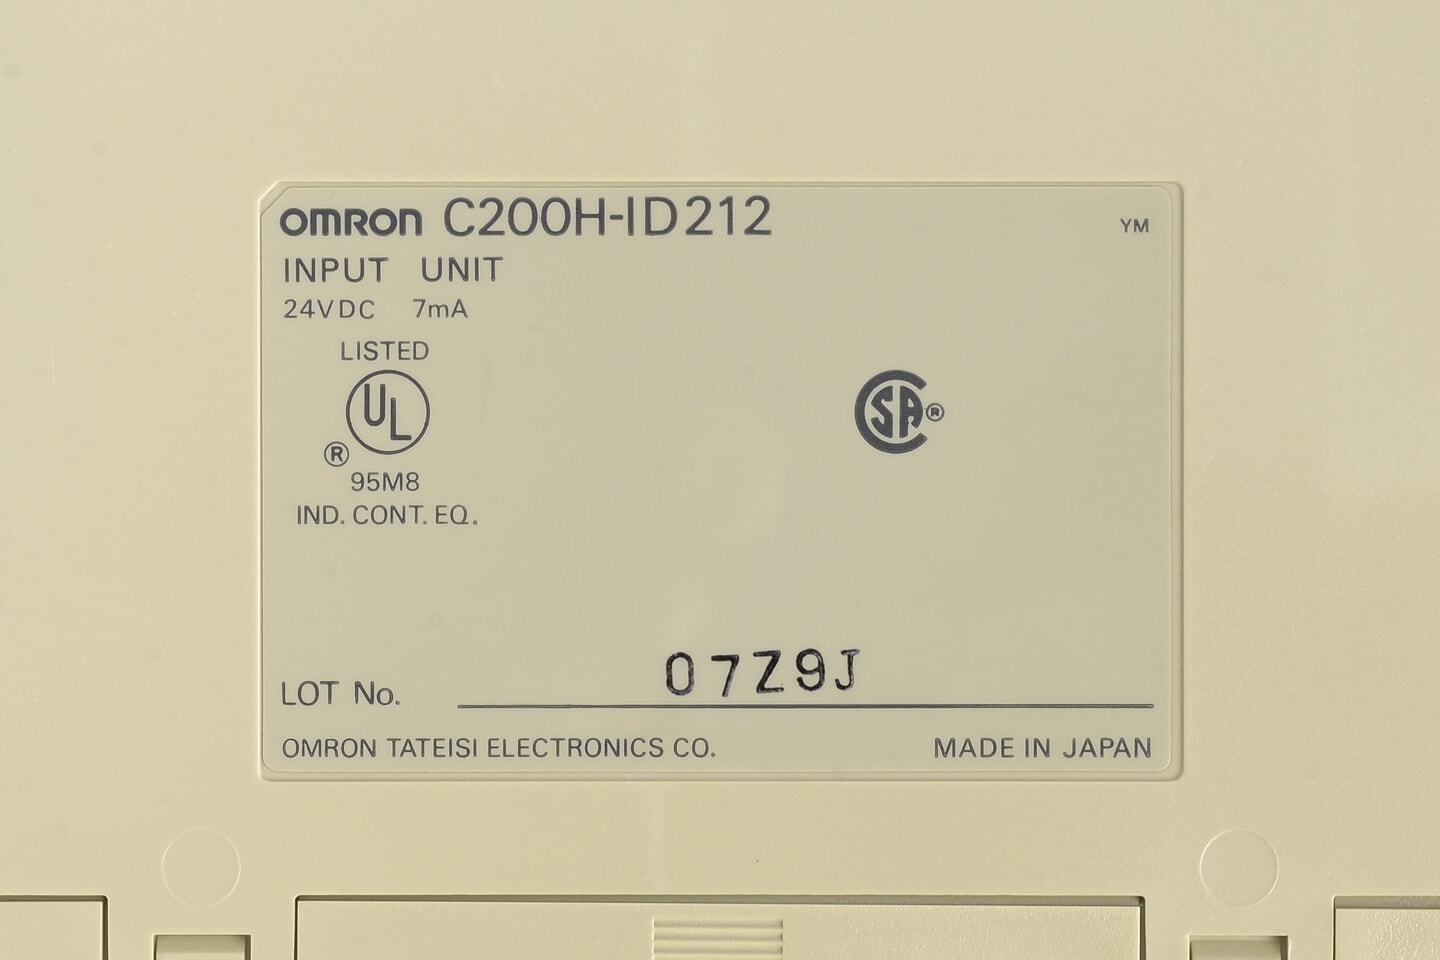 OMRON C200H-ID212
YM
INPUT UNIT
24VDC 7mA
LISTED
UL
®
95M8
IND. CONT. EQ.
CSA®
LOT No. 07Z9J
OMRON TATEISI ELECTRONICS CO. MADE IN JAPAN